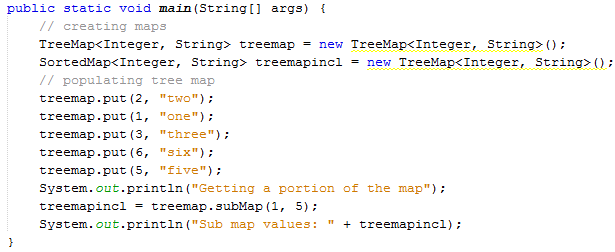 public static void main(String[] args) {
// creating maps
TreeMap<Integer, String> treemap = new TreeMap<Integer, String>();
SortedMap<Integer, String> treemapincl = new TreeMap<Integer, String>();
// populating tree map
treemap.put(2, "two");
treemap.put(1, "one");
treemap.put(3, "three");
treemap.put(6, "six");
treemap.put(5, "five");
System.out.println("Getting a portion of the map");
treemapincl = treemap.subMap(1, 5);
System.out.println("Sub map values: " + treemapincl);
}